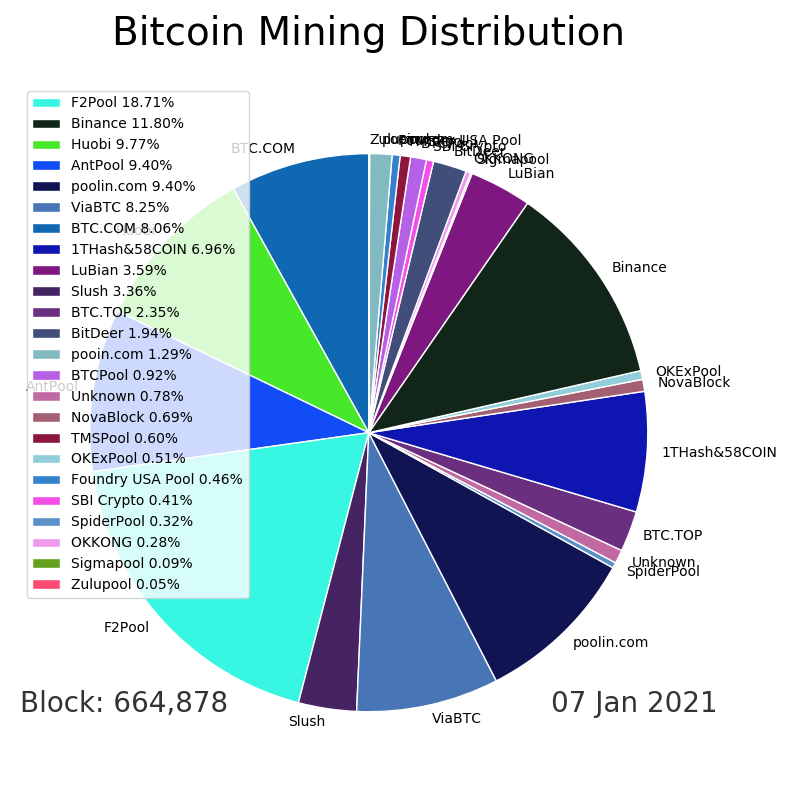 Bitcoin Mining Distribution
F2Pool 18.71%
Binance 11.80%
Huobi 9.77%
AntPool 9.40%
poolin.com 9.40%
ViaBTC 8.25%
BTC.COM 8.06%
1THash&58COIN 6.96%
LuBian 3.59%
Slush 3.36%
BTC.TOP 2.35%
BitDeer 1.94%
pooin.com 1.29%
BTCPool 0.92%
Unknown 0.78%
NovaBlock 0.69%
TMSPool 0.60%
OKExPool 0.51%
Foundry USA Pool 0.46%
SBI Crypto 0.41%
SpiderPool 0.32%
OKKONG 0.28%
Sigmapool 0.09%
Zulupool 0.05%
BTC.COM
AntPool
F2Pool
Slush
ViaBTC
poolin.com
SpiderPool
Unknown
BTC.TOP
1THash&58COIN
NovaBlock
OKExPool
Binance
LuBian
Sigmapool
OKKONG
BitDeer
SBI Crypto
Block: 664,878
07 Jan 2021